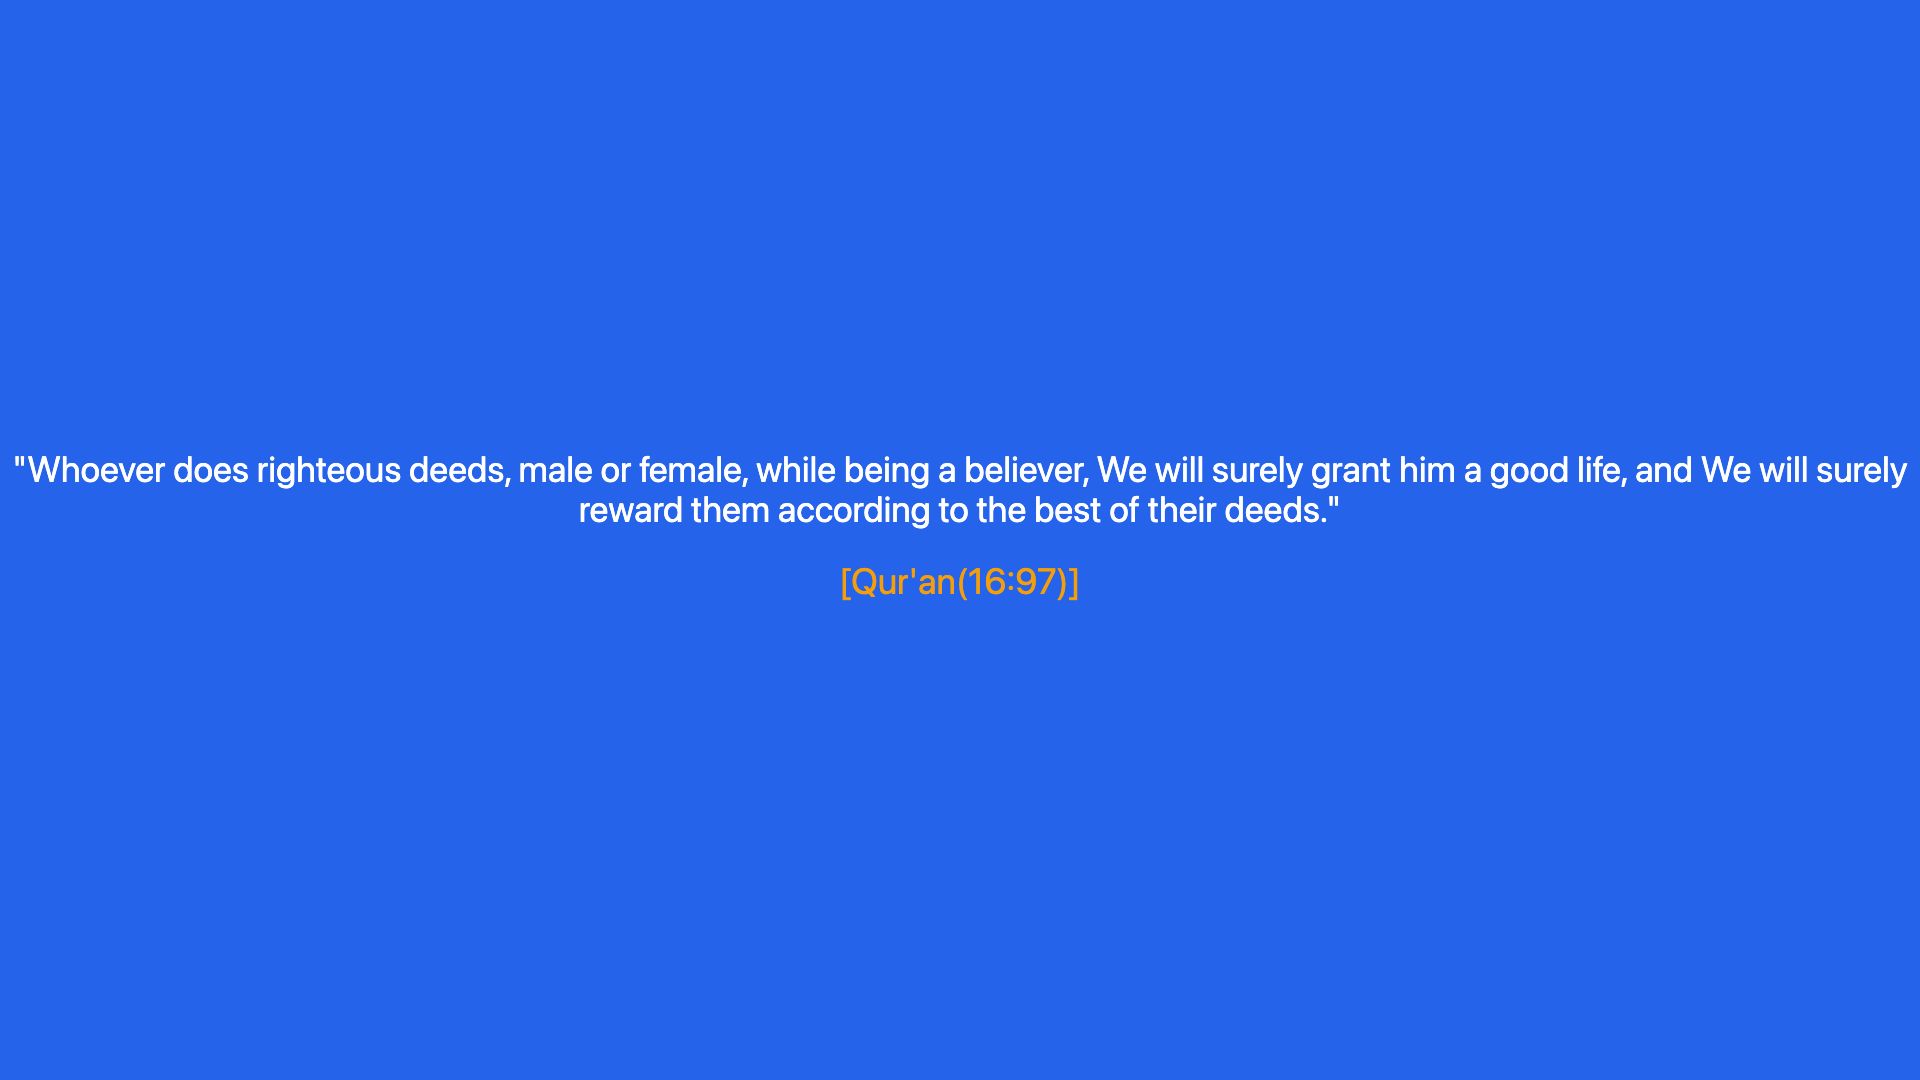 "Whoever does righteous deeds, male or female, while being a believer, We will surely grant him a good life, and We will surely
reward them according to the best of their deeds."
[Qur'an(16:97)]